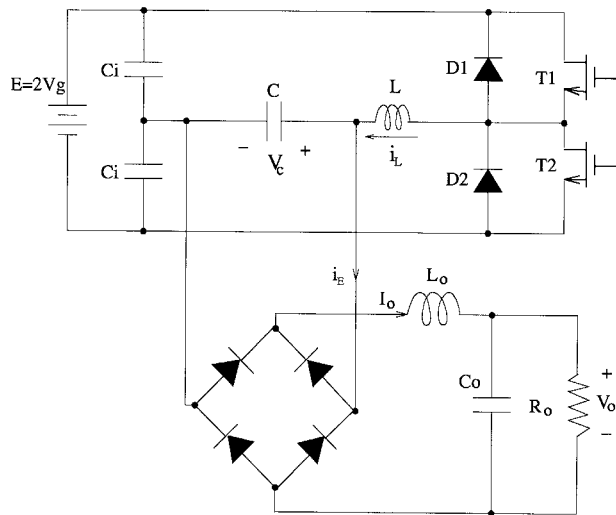 E=2Vg
Ci
Ci
C
- Vc +
L
iL
D1
D2
T1
T2
iE
Io
Lo
Co
Ro
+
Vo
-